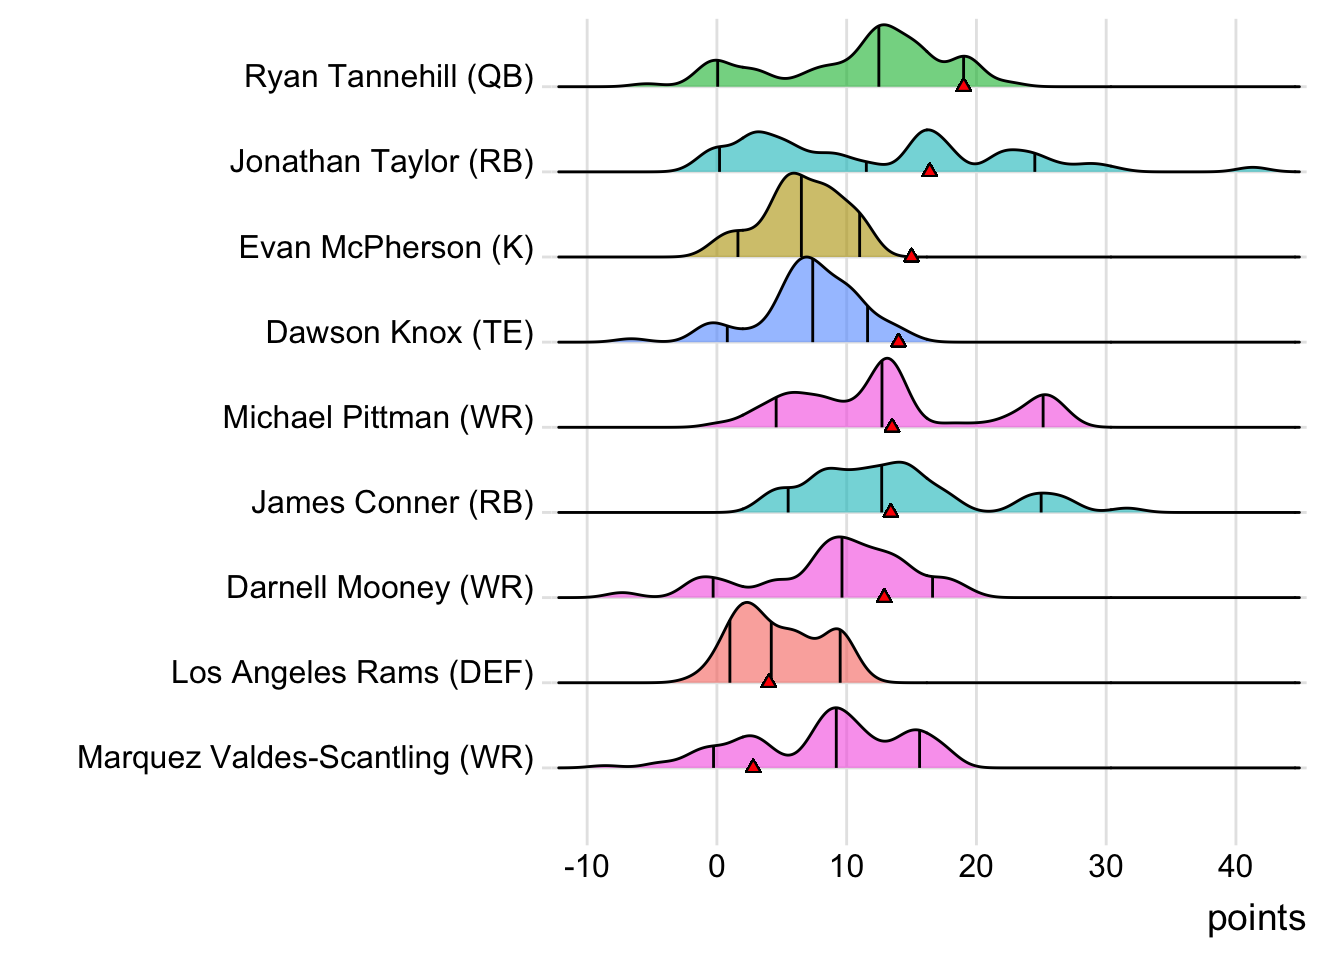 Ryan Tannehill (QB)
Jonathan Taylor (RB)
Evan McPherson (K)
Dawson Knox (TE)
Michael Pittman (WR)
James Conner (RB)
Darnell Mooney (WR)
Los Angeles Rams (DEF)
Marquez Valdes-Scantling (WR)
-10 0 10 20 30 40
points